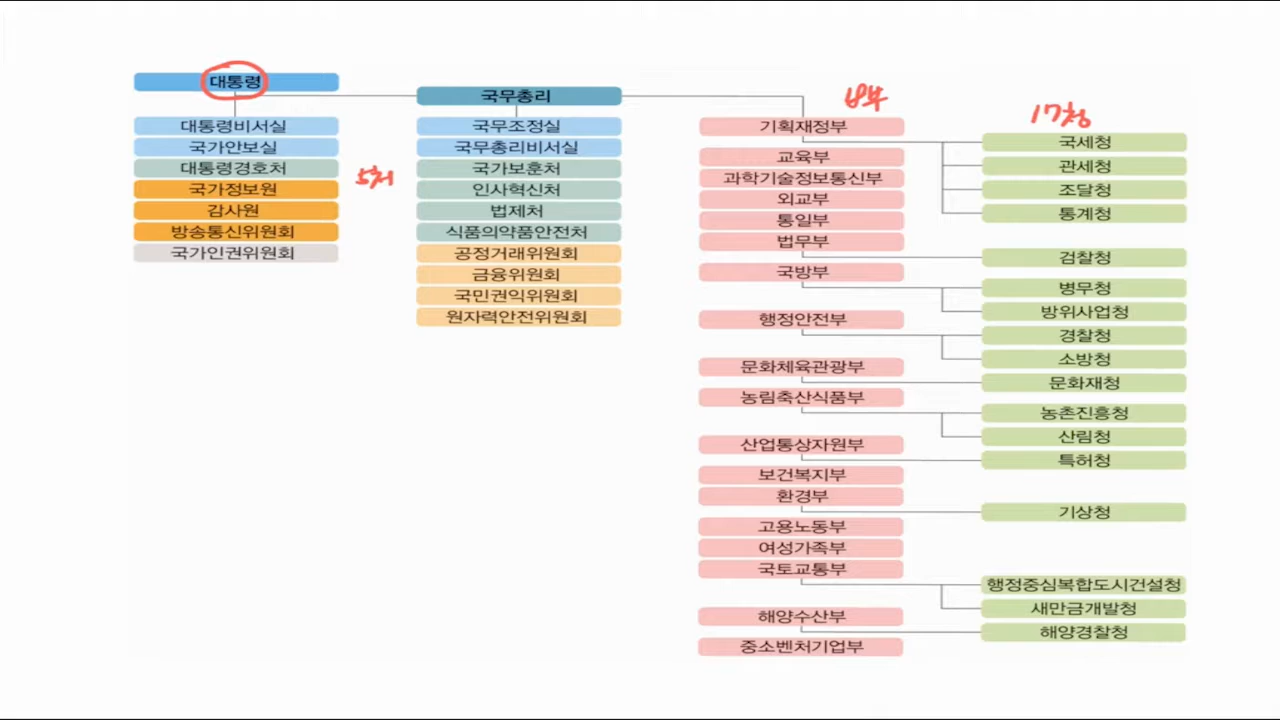 대통령
대통령비서실
국가안보실
대통령경호처
국가정보원
감사원
방송통신위원회
국가인권위원회
5처
국무총리
국무조정실
국무총리비서실
국가보훈처
인사혁신처
법제처
식품의약품안전처
공정거래위원회
금융위원회
국민권익위원회
원자력안전위원회
18부
기획재정부
교육부
과학기술정보통신부
외교부
통일부
법무부
국방부
행정안전부
문화체육관광부
농림축산식품부
산업통상자원부
보건복지부
환경부
고용노동부
여성가족부
국토교통부
해양수산부
중소벤처기업부
17청
국세청
관세청
조달청
통계청
검찰청
병무청
방위사업청
경찰청
소방청
문화재청
농촌진흥청
산림청
특허청
기상청
행정중심복합도시건설청
새만금개발청
해양경찰청